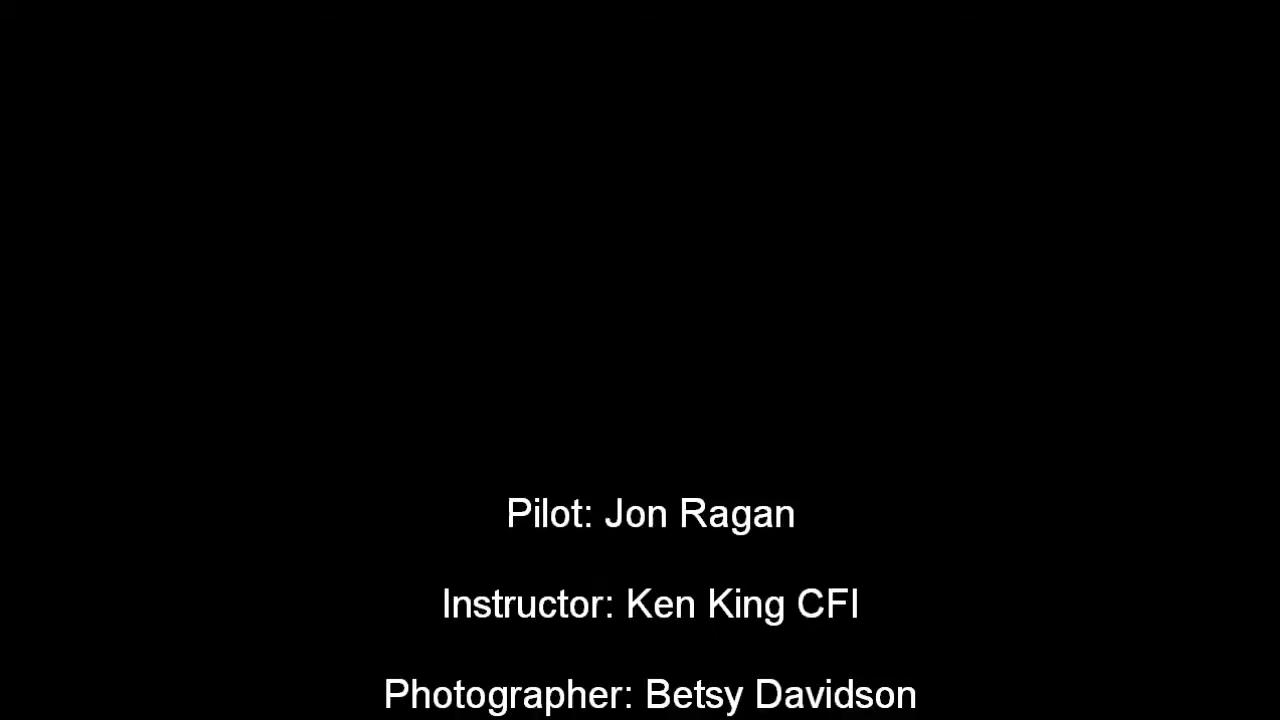 Pilot: Jon Ragan
Instructor: Ken King CFI
Photographer: Betsy Davidson